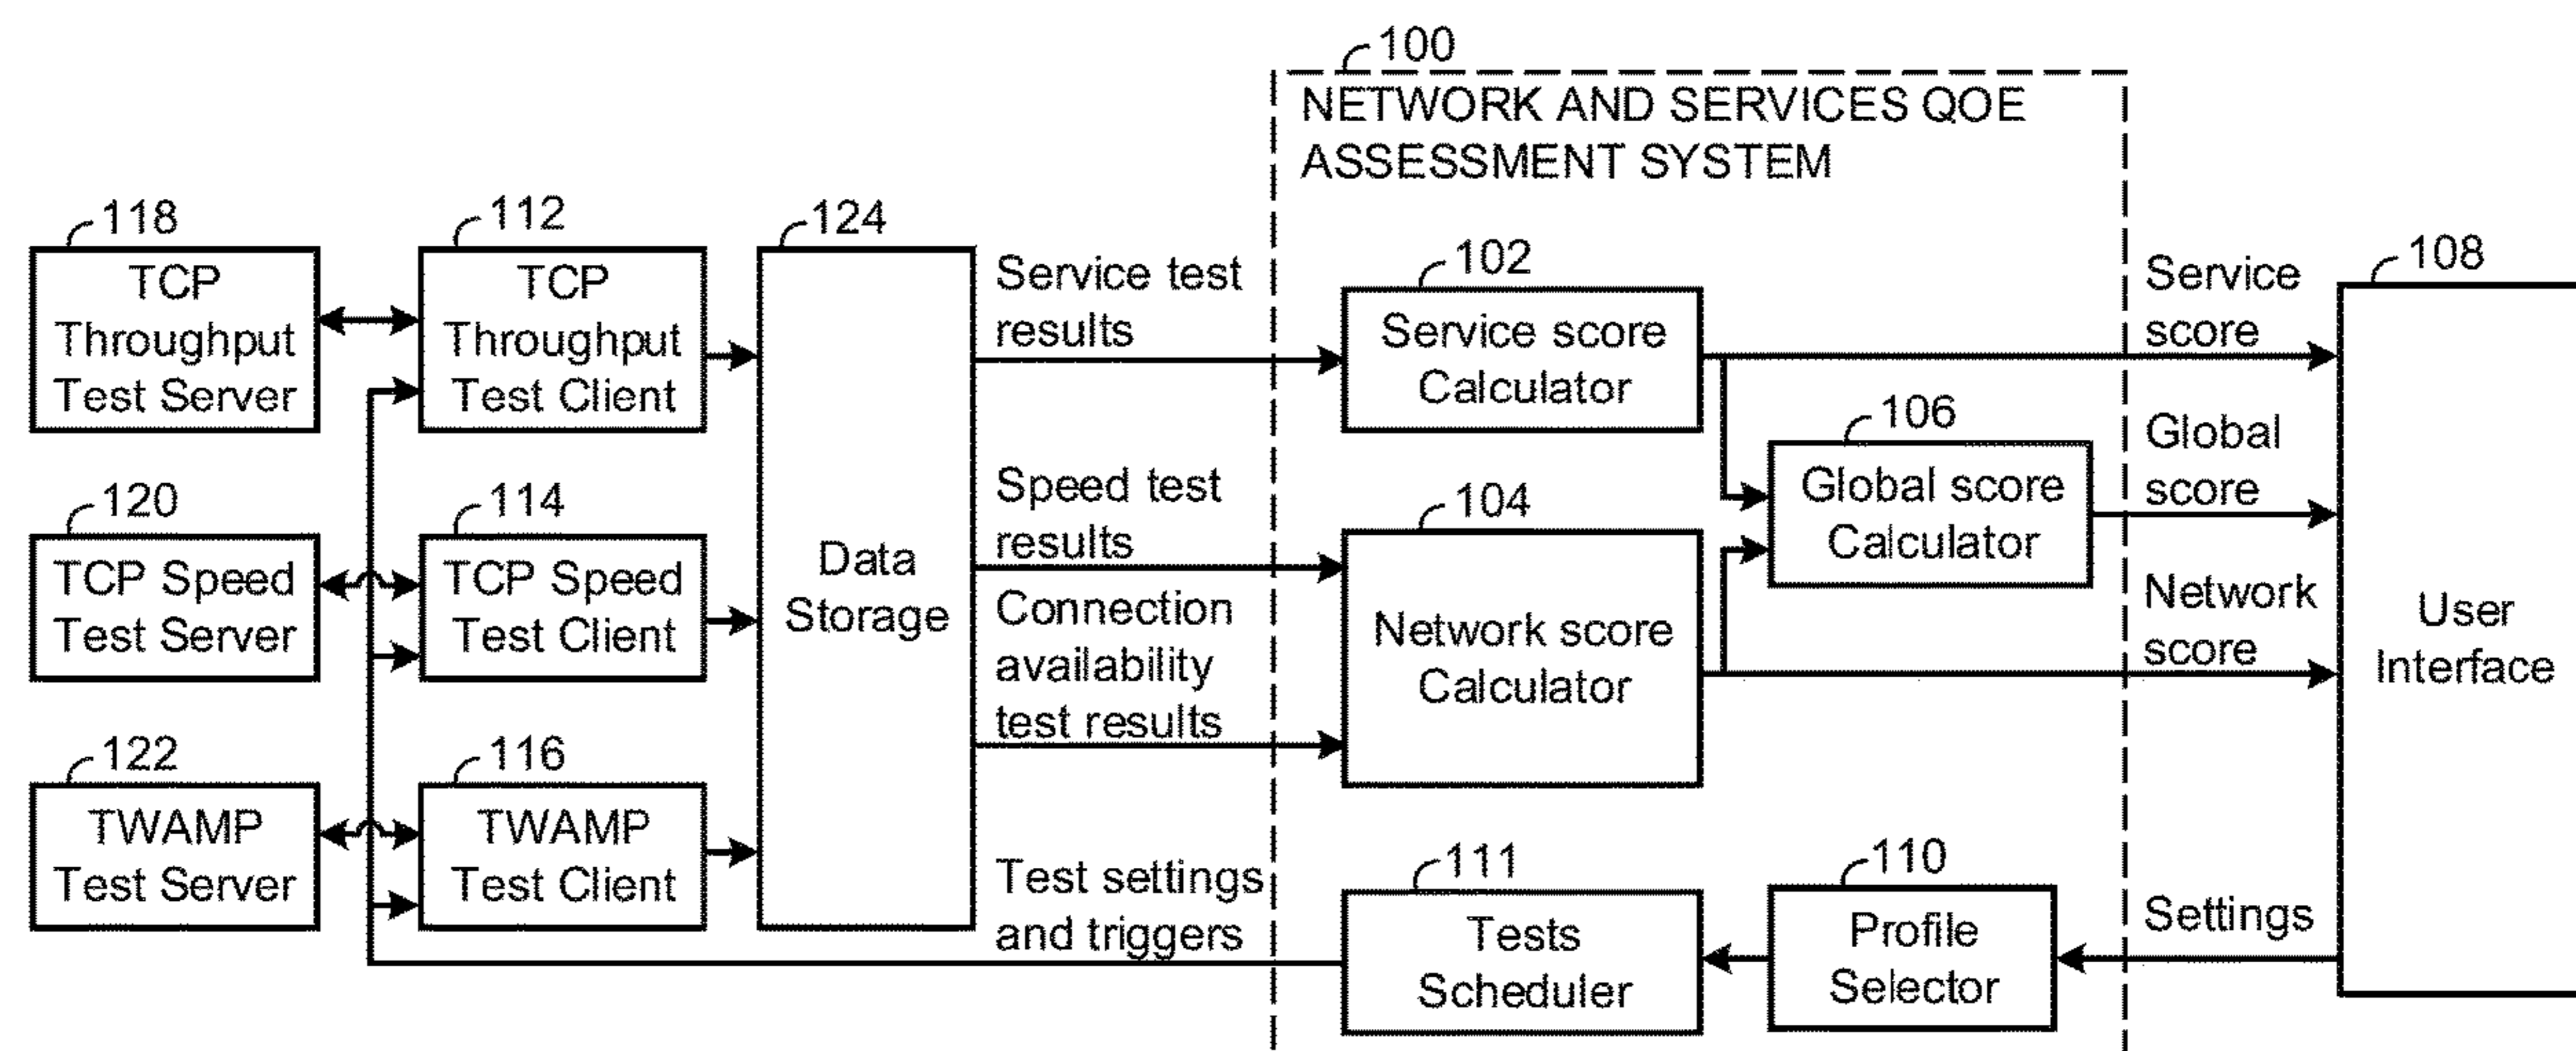 100
NETWORK AND SERVICES QOE
ASSESSMENT SYSTEM
118
TCP
Throughput
Test Server
112
TCP
Throughput
Test Client
124
Data
Storage
Service test
results
102
Service score
Calculator
Service
score
108
User
Interface
120
TCP Speed
Test Server
114
TCP Speed
Test Client
Speed test
results
104
Network score
Calculator
106
Global score
Calculator
Global
score
Connection
availability
test results
Network
score
122
TWAMP
Test Server
116
TWAMP
Test Client
Test settings
and triggers
111
Tests
Scheduler
110
Profile
Selector
Settings